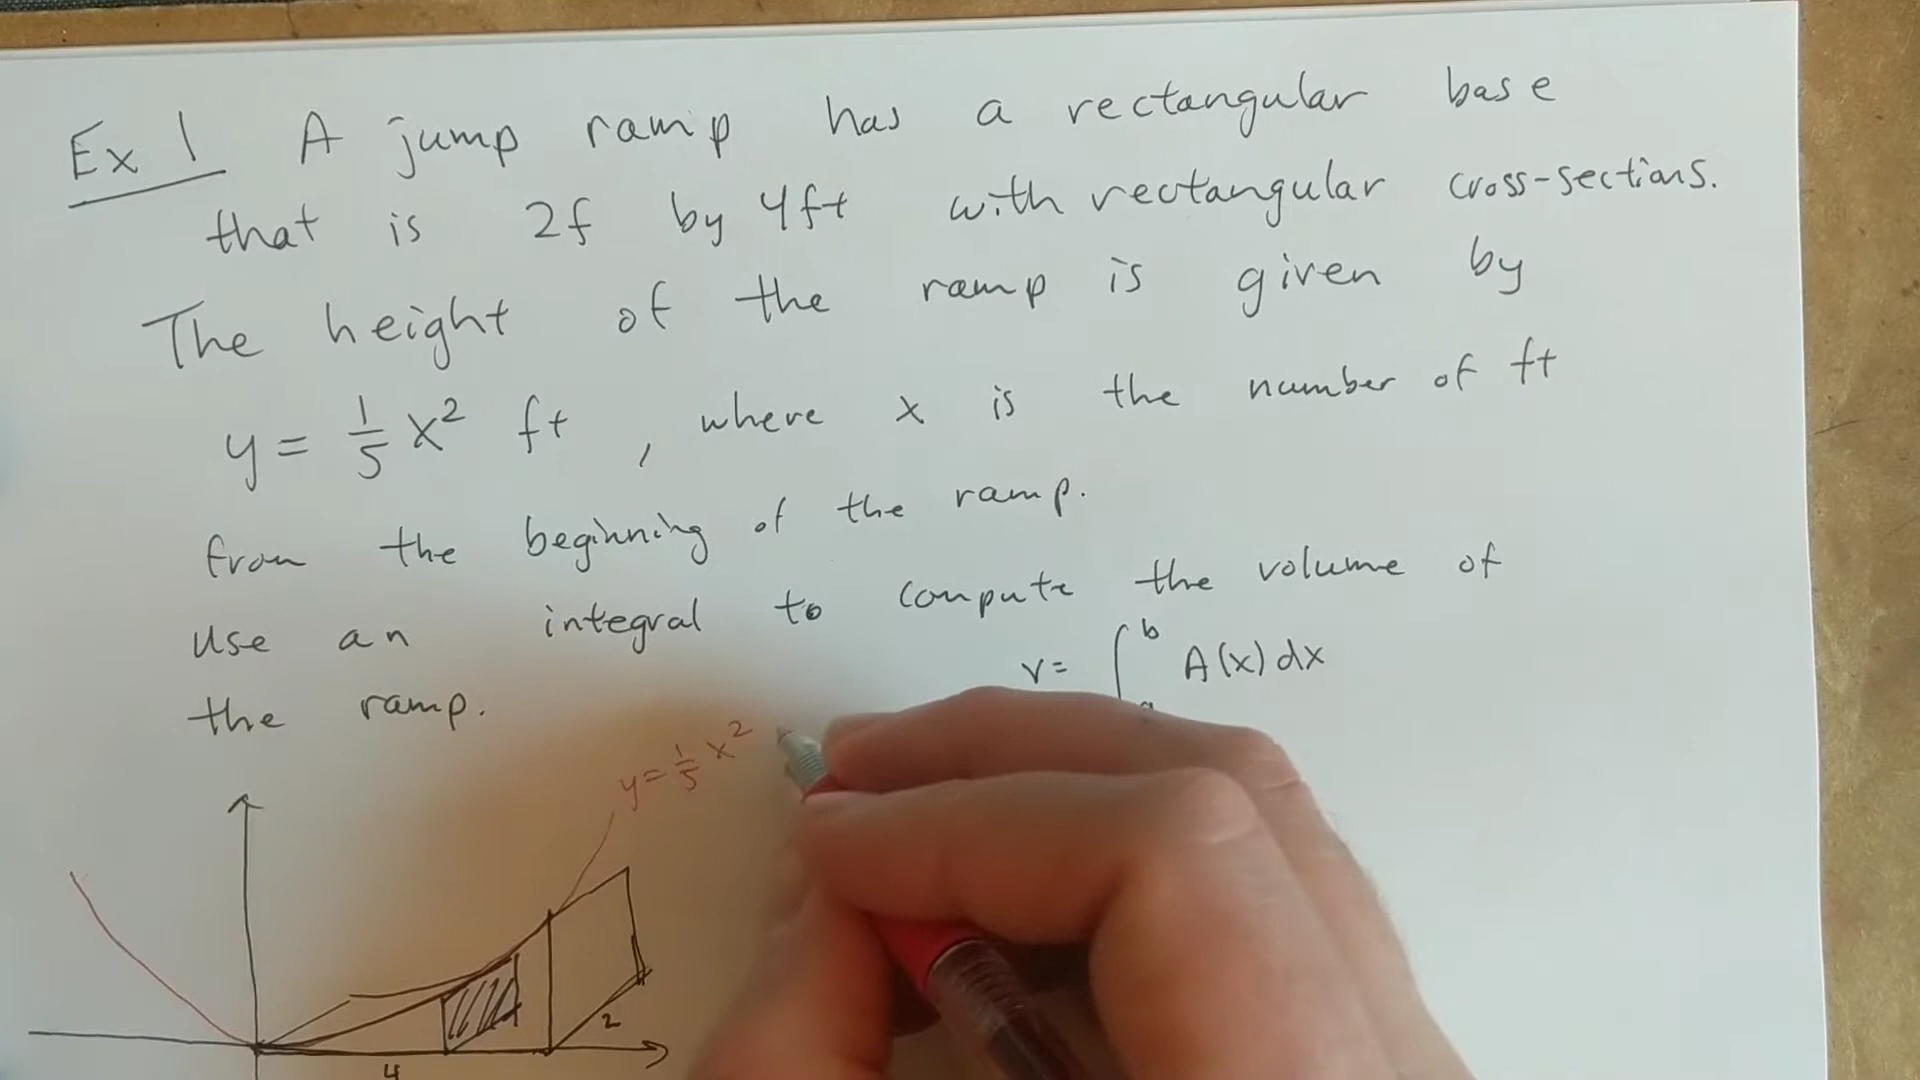 Ex 1 A jump ramp has a rectangular base
that is 2f by 4ft with rectangular cross-sections.
The height of the ramp is given by
y = 1/5 x² ft, where x is the number of ft
from the beginning of the ramp.
Use an integral to compute the volume of
the ramp.
V = ∫ b A(x) dx
y = 1/5 x²
2
4